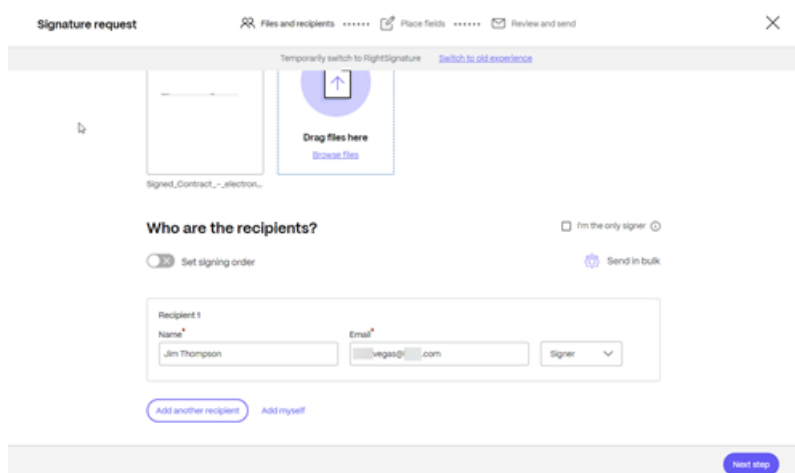 Signature request
Files and recipients
Place fields
Review and send
Temporarily switch to RightSignature
Switch to old experience
Drag files here
Browse files
Signed_Contract_-_electron...
Who are the recipients?
I'm the only signer
Set signing order
Send in bulk
Recipient 1
Name*
Email*
Jim Thompson
vegas@ .com
Signer
Add another recipient
Add myself
Next step